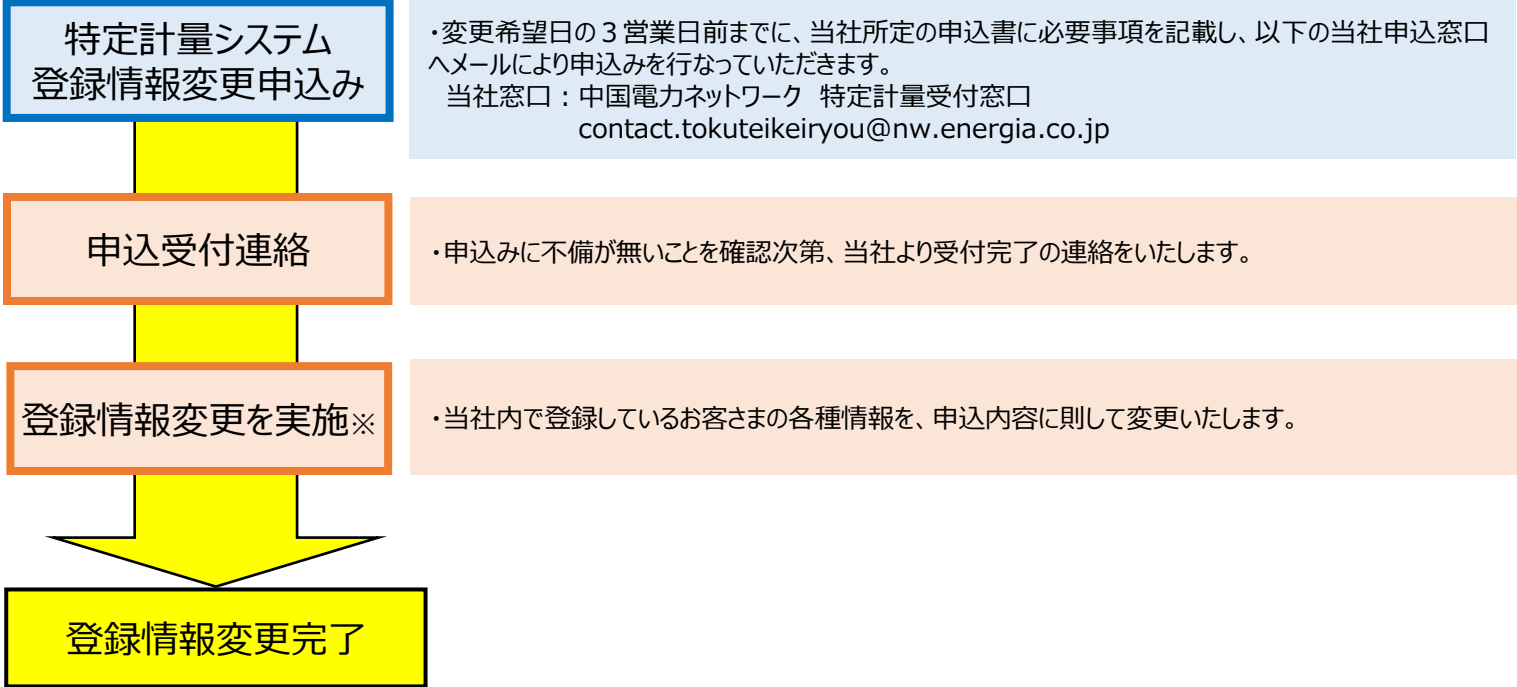 特定計量システム
登録情報変更申込み
・変更希望日の３営業日前までに、当社所定の申込書に必要事項を記載し、以下の当社申込窓口
へメールにより申込みを行なっていただきます。
当社窓口：中国電力ネットワーク 特定計量受付窓口
contact.tokuteikeiryou@nw.energia.co.jp
申込受付連絡
・申込みに不備が無いことを確認次第、当社より受付完了の連絡をいたします。
登録情報変更を実施※
・当社内で登録しているお客さまの各種情報を、申込内容に則して変更いたします。
登録情報変更完了